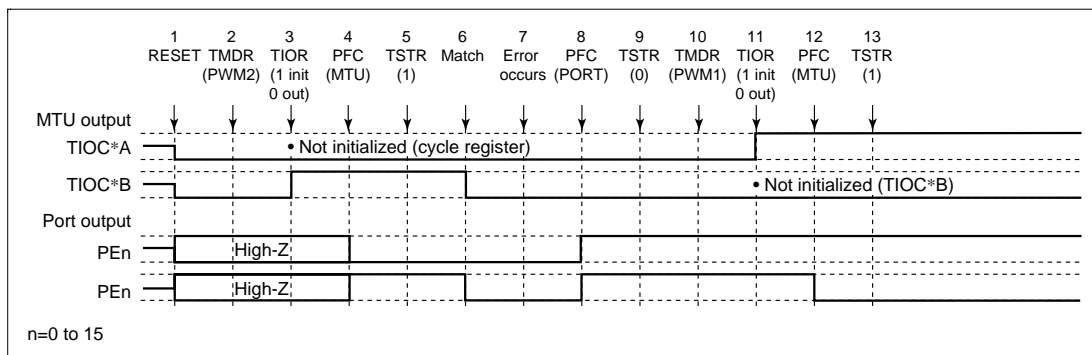 1 2 3 4 5 6 7 8 9 10 11 12 13
RESET TMDR TIOR PFC TSTR Match Error PFC TSTR TMDR TIOR PFC TSTR
(PWM2) (1 init (MTU) (1) occurs (PORT) (0) (PWM1) (1 init (MTU) (1)
0 out) 0 out)
MTU output
TIOC*A • Not initialized (cycle register)
TIOC*B • Not initialized (TIOC*B)
Port output
PEn High-Z
PEn High-Z
n=0 to 15